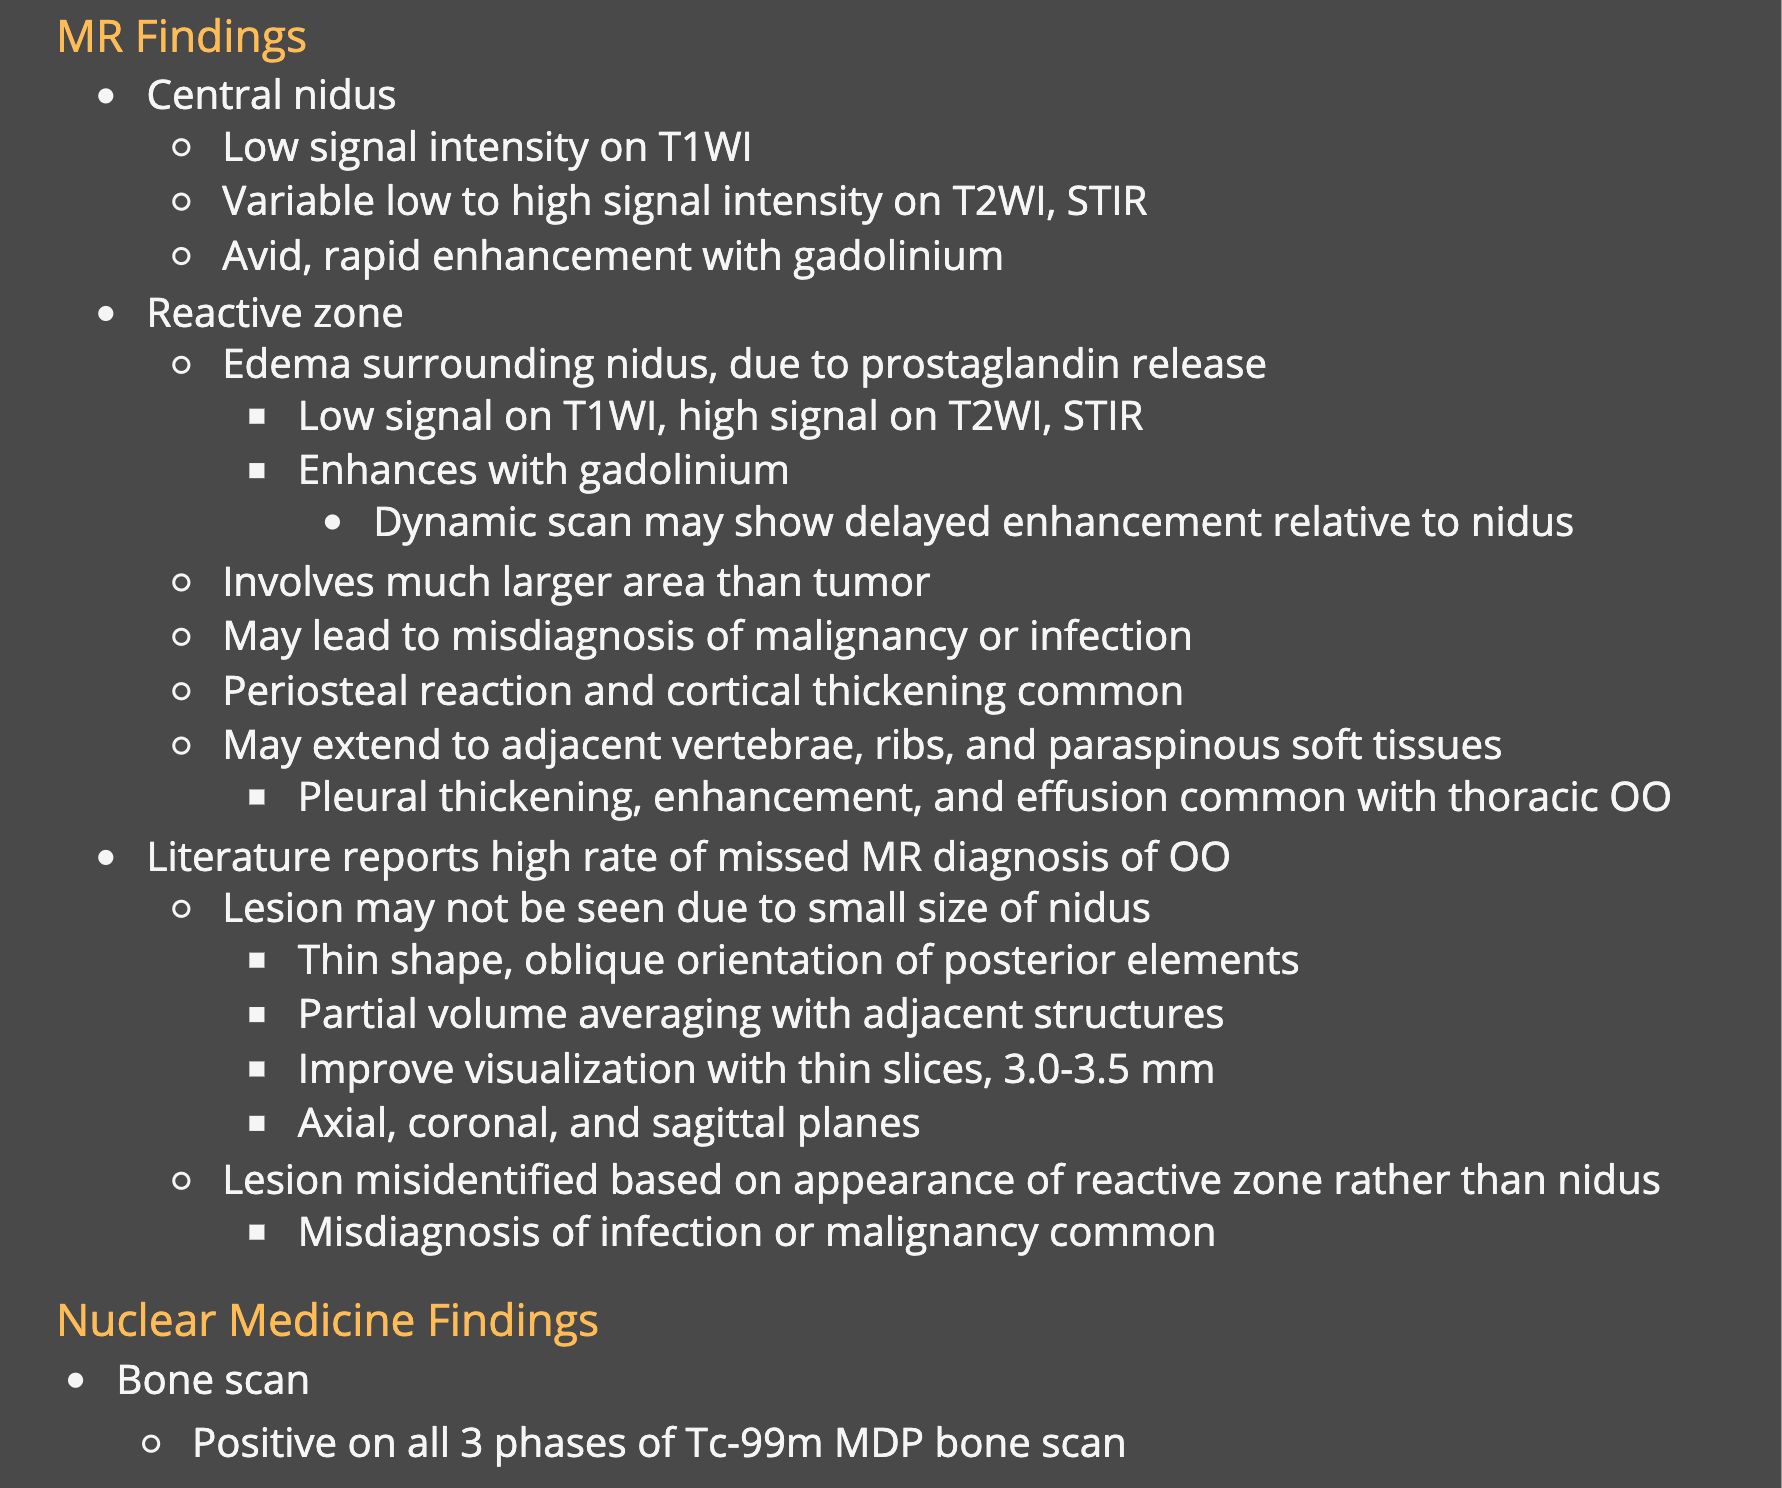 MR Findings
• Central nidus
○ Low signal intensity on T1WI
○ Variable low to high signal intensity on T2WI, STIR
○ Avid, rapid enhancement with gadolinium
• Reactive zone
○ Edema surrounding nidus, due to prostaglandin release
▪ Low signal on T1WI, high signal on T2WI, STIR
▪ Enhances with gadolinium
• Dynamic scan may show delayed enhancement relative to nidus
○ Involves much larger area than tumor
○ May lead to misdiagnosis of malignancy or infection
○ Periosteal reaction and cortical thickening common
○ May extend to adjacent vertebrae, ribs, and paraspinous soft tissues
▪ Pleural thickening, enhancement, and effusion common with thoracic OO
• Literature reports high rate of missed MR diagnosis of OO
○ Lesion may not be seen due to small size of nidus
▪ Thin shape, oblique orientation of posterior elements
▪ Partial volume averaging with adjacent structures
▪ Improve visualization with thin slices, 3.0-3.5 mm
▪ Axial, coronal, and sagittal planes
○ Lesion misidentified based on appearance of reactive zone rather than nidus
▪ Misdiagnosis of infection or malignancy common
Nuclear Medicine Findings
• Bone scan
○ Positive on all 3 phases of Tc-99m MDP bone scan